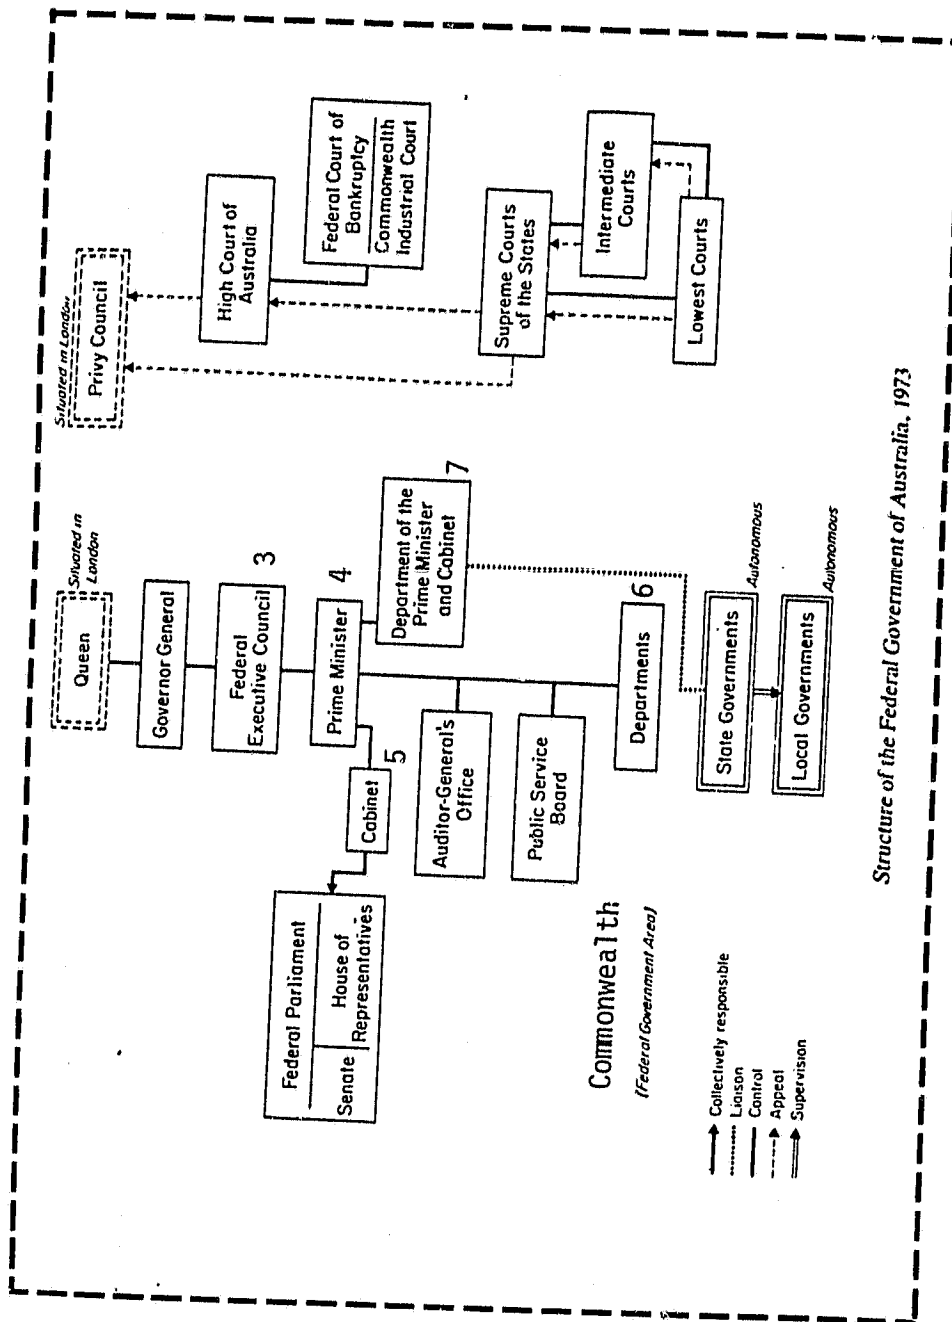 Situated in London
Queen
Governor General
Federal
Executive Council
3
Prime Minister
4
Cabinet
5
Federal Parliament
Senate
House of
Representatives
Department of the
Prime Minister
and Cabinet
7
Auditor-General's
Office
Public Service
Board
Departments
6
State Governments
Autonomous
Local Governments
Autonomous
Situated in London
Privy Council
High Court of
Australia
Federal Court of
Bankruptcy
Commonwealth
Industrial Court
Supreme Courts
of the States
Intermediate
Courts
Lowest Courts
Commonwealth
(Federal Government Area)
Collectively responsible
Liaison
Control
Appeal
Supervision
Structure of the Federal Government of Australia, 1973